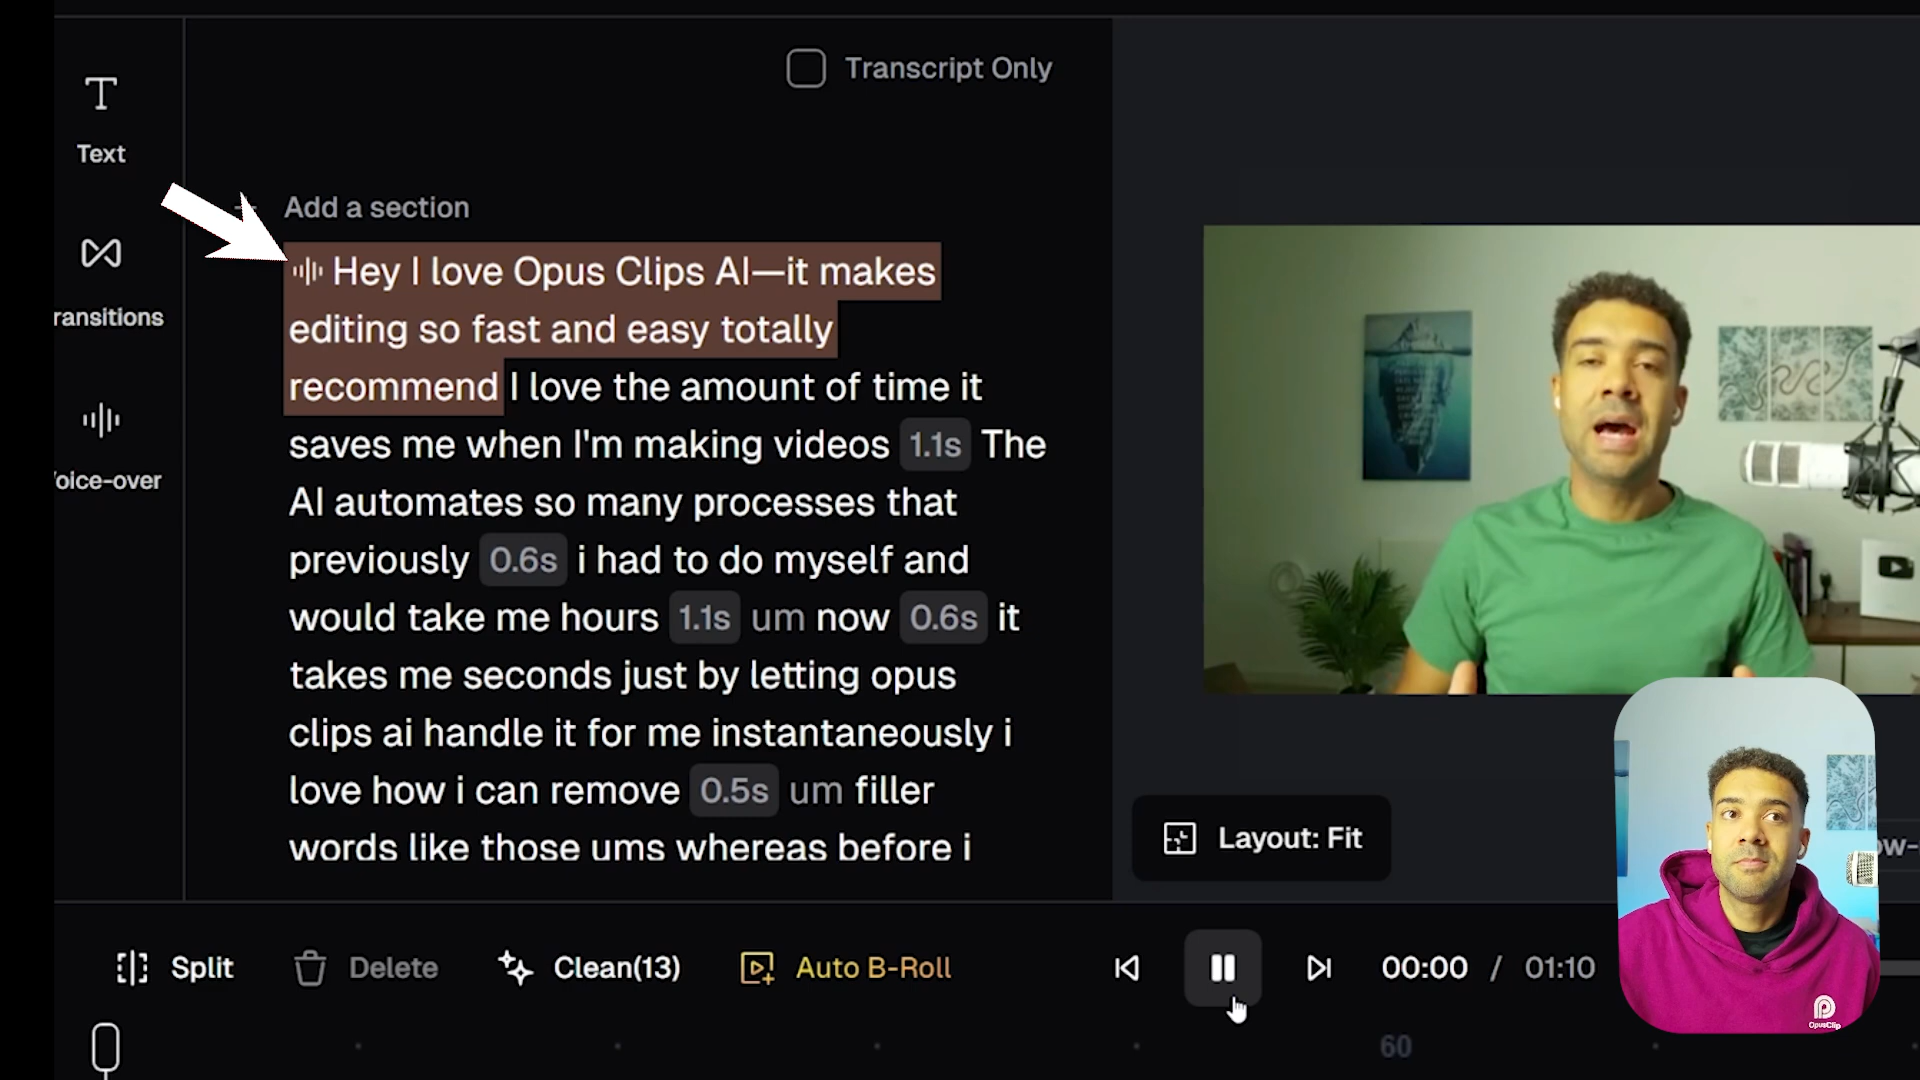 Transcript Only
Text
Add a section
ransitions
oice-over
Hey I love Opus Clips AI—it makes
editing so fast and easy totally
recommend I love the amount of time it
saves me when I'm making videos 1.1s The
AI automates so many processes that
previously 0.6s i had to do myself and
would take me hours 1.1s um now 0.6s it
takes me seconds just by letting opus
clips ai handle it for me instantaneously i
love how i can remove 0.5s um filler
words like those ums whereas before i
Layout: Fit
ow-
OpusClip
Split
Delete
Clean(13)
Auto B-Roll
00:00 / 01:10
60